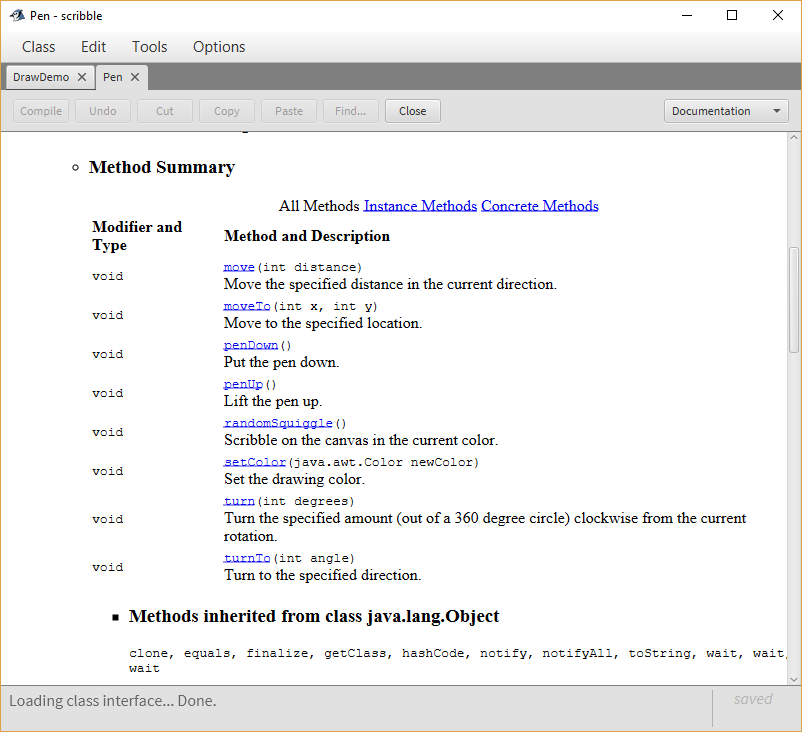 Pen - scribble
Class Edit Tools Options
DrawDemo Pen
Compile Undo Cut Copy Paste Find... Close Documentation
Method Summary
All Methods Instance Methods Concrete Methods
Modifier and
Type
Method and Description
void
move(int distance)
Move the specified distance in the current direction.
void
moveTo(int x, int y)
Move to the specified location.
void
penDown()
Put the pen down.
void
penUp()
Lift the pen up.
void
randomSquiggle()
Scribble on the canvas in the current color.
void
setColor(java.awt.Color newColor)
Set the drawing color.
void
turn(int degrees)
Turn the specified amount (out of a 360 degree circle) clockwise from the current
rotation.
void
turnTo(int angle)
Turn to the specified direction.
Methods inherited from class java.lang.Object
clone, equals, finalize, getClass, hashCode, notify, notifyAll, toString, wait, wait,
wait
Loading class interface... Done.
saved